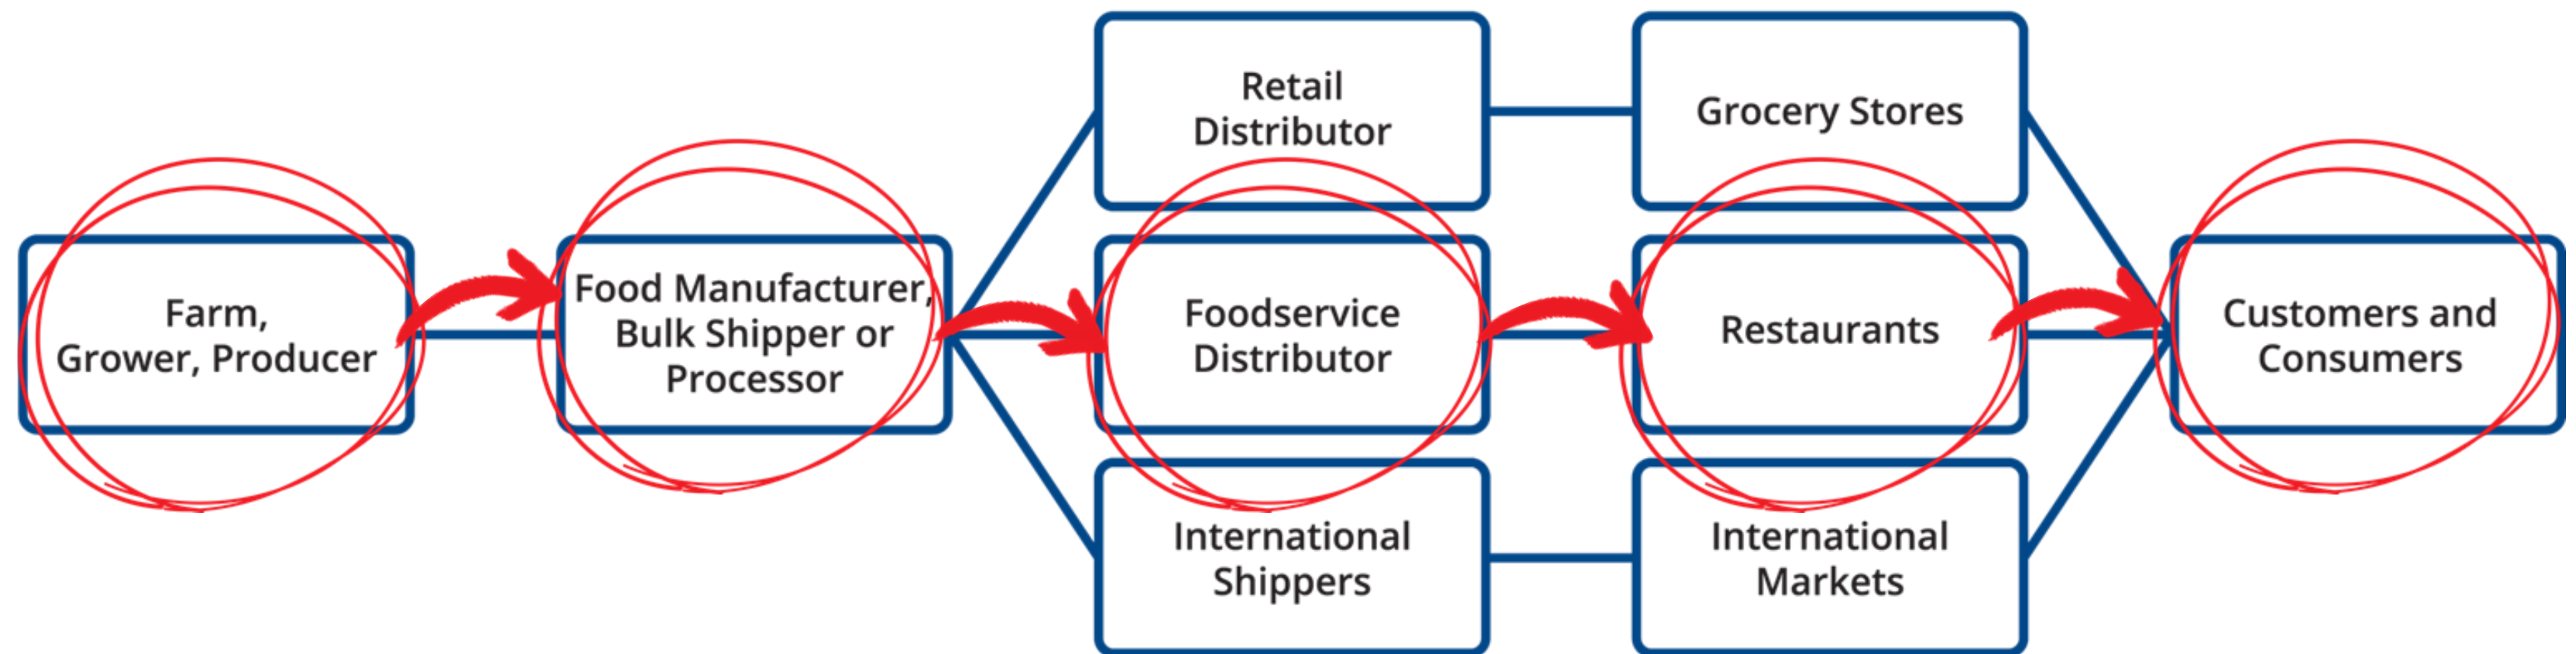 Farm,
Grower, Producer
Food Manufacturer,
Bulk Shipper or
Processor
Retail
Distributor
Grocery Stores
Foodservice
Distributor
Restaurants
International
Shippers
International
Markets
Customers and
Consumers